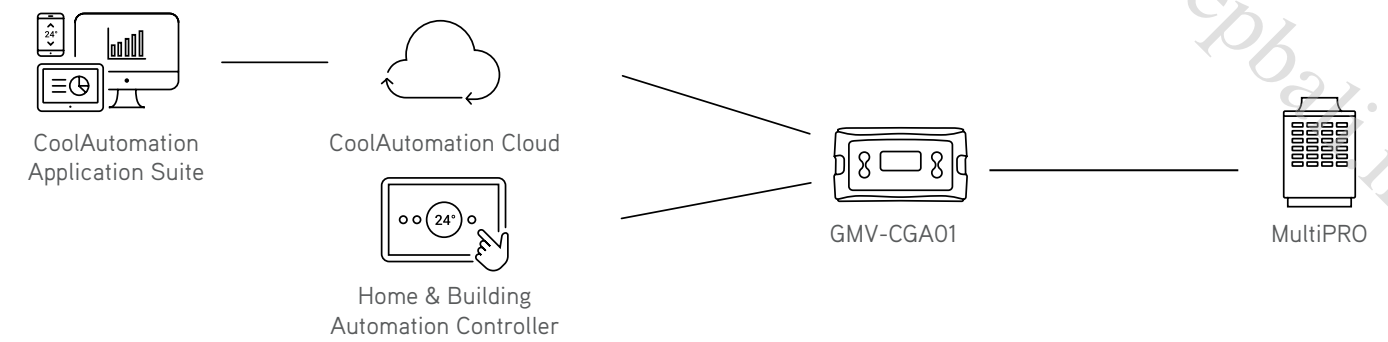 24°
CoolAutomation
Application Suite
CoolAutomation Cloud
24°
Home & Building
Automation Controller
GMV-CGA01
MultiPRO